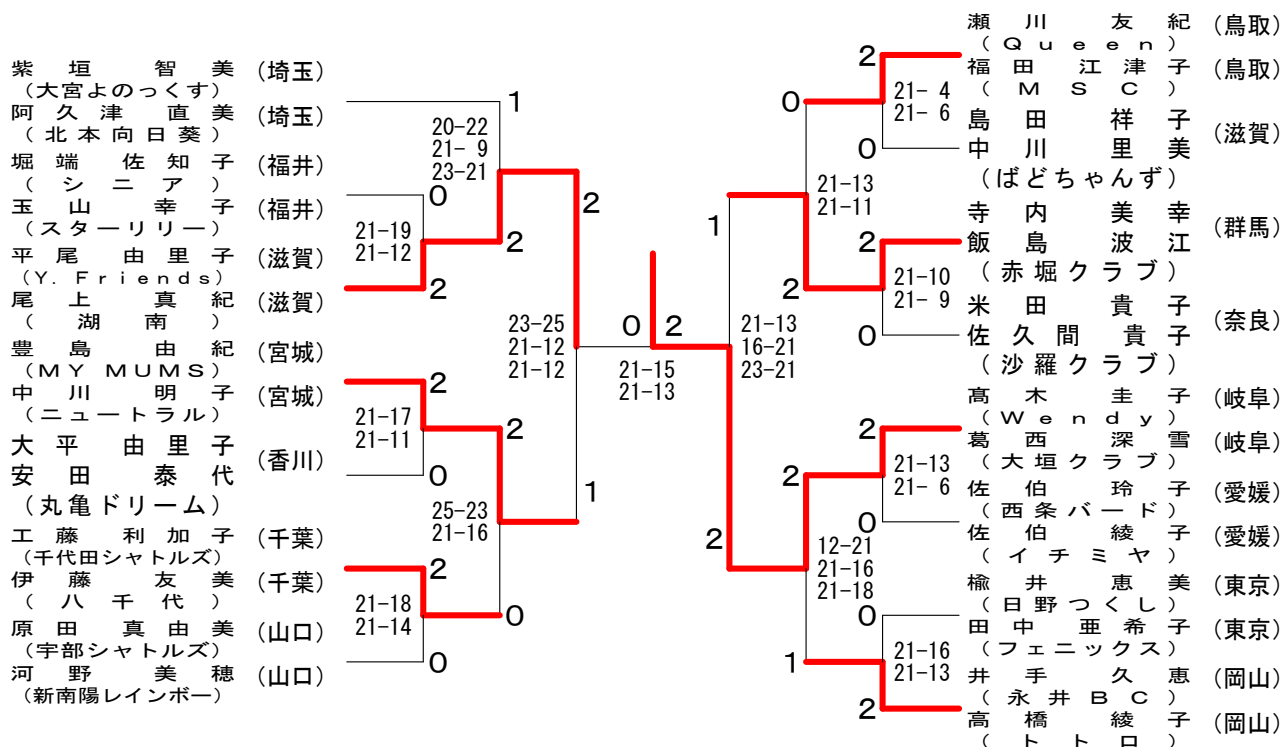 紫垣 智美 (埼玉)
(大宮よのっくす)
阿久津 直美 (埼玉)
(北本向日葵)
堀端 佐知子 (福井)
(シニア)
玉山 幸子 (福井)
(スターリリー)
平尾 由里子 (滋賀)
(Y. Friends)
尾上 真紀 (滋賀)
(湖南)
豊島 由紀 (宮城)
(MY MUMS)
中川 明子 (宮城)
(ニュートラル)
大平 由里子
(香川)
安田 泰代
(丸亀ドリーム)
工藤 利加子 (千葉)
(千代田シャトルズ)
伊藤 友美 (千葉)
(八千代)
原田 真由美 (山口)
(宇部シャトルズ)
河野 美穂 (山口)
(新南陽レインボー)
1
20-22
21- 9
23-21
0
21-19
21-12
2
2
2
2
21-17
21-11
0
2
23-25
21-12
21-12
1
25-23
21-16
2
21-18
21-14
0
0
0
2
21-15
21-13
1
21-13
16-21
23-21
2
0
21-13
21-11
2
2
12-21
21-16
21-18
1
2
21- 4
21- 6
0
2
21-10
21- 9
0
2
21-13
21- 6
0
0
21-16
21-13
2
瀬川 友紀 (鳥取)
(Queen)
福田 江津子 (鳥取)
(MSC)
島田 祥子
(滋賀)
中川 里美
(ばどちゃんず)
寺内 美幸
(群馬)
飯島 波江
(赤堀クラブ)
米田 貴子
(奈良)
佐久間 貴子
(沙羅クラブ)
髙木 圭子 (岐阜)
(Wendy)
葛西 深雪 (岐阜)
(大垣クラブ)
佐伯 玲子 (愛媛)
(西条バード)
佐伯 綾子 (愛媛)
(イチミヤ)
楡井 恵美 (東京)
(日野つくし)
田中 亜希子 (東京)
(フェニックス)
井手 久恵 (岡山)
(永井BC)
高橋 綾子 (岡山)
(トトロ)